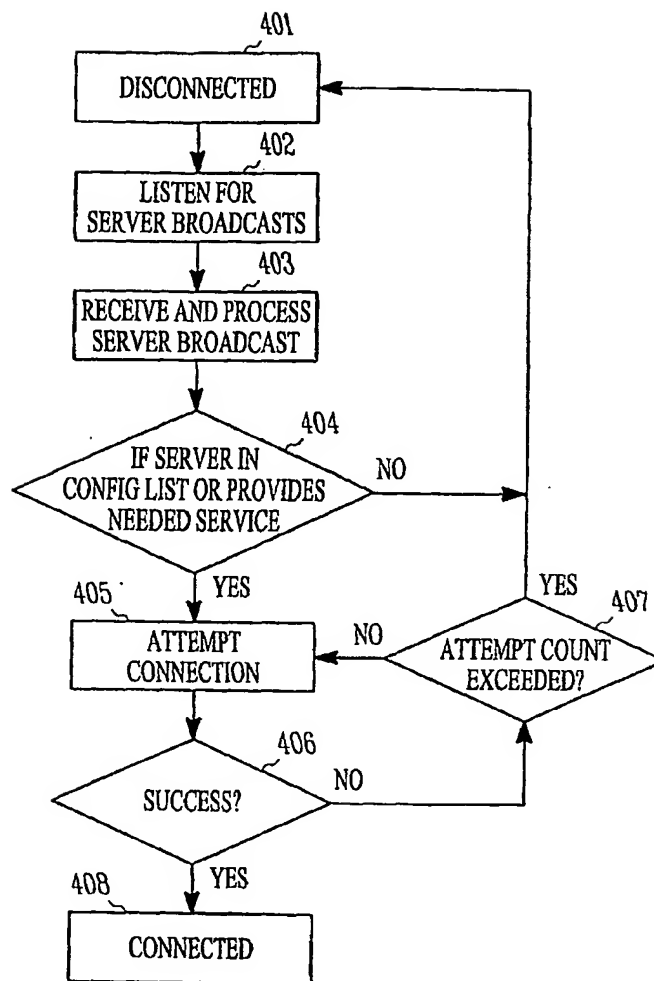 401
DISCONNECTED
402
LISTEN FOR
SERVER BROADCASTS
403
RECEIVE AND PROCESS
SERVER BROADCAST
404
IF SERVER IN
CONFIG LIST OR PROVIDES
NEEDED SERVICE
NO
YES
405
ATTEMPT
CONNECTION
NO
YES
407
ATTEMPT COUNT
EXCEEDED?
406
SUCCESS?
NO
YES
408
CONNECTED